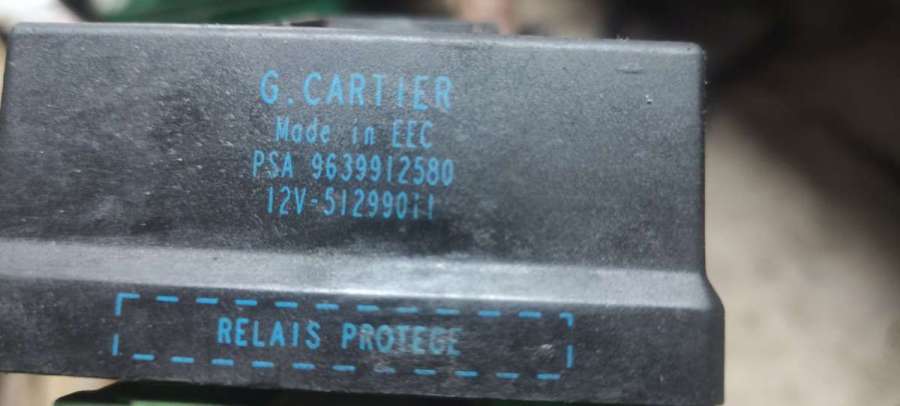 G. CARTIER
Made in EEC
PSA 9639912580
12V-51299011
RELAIS PROTEGE